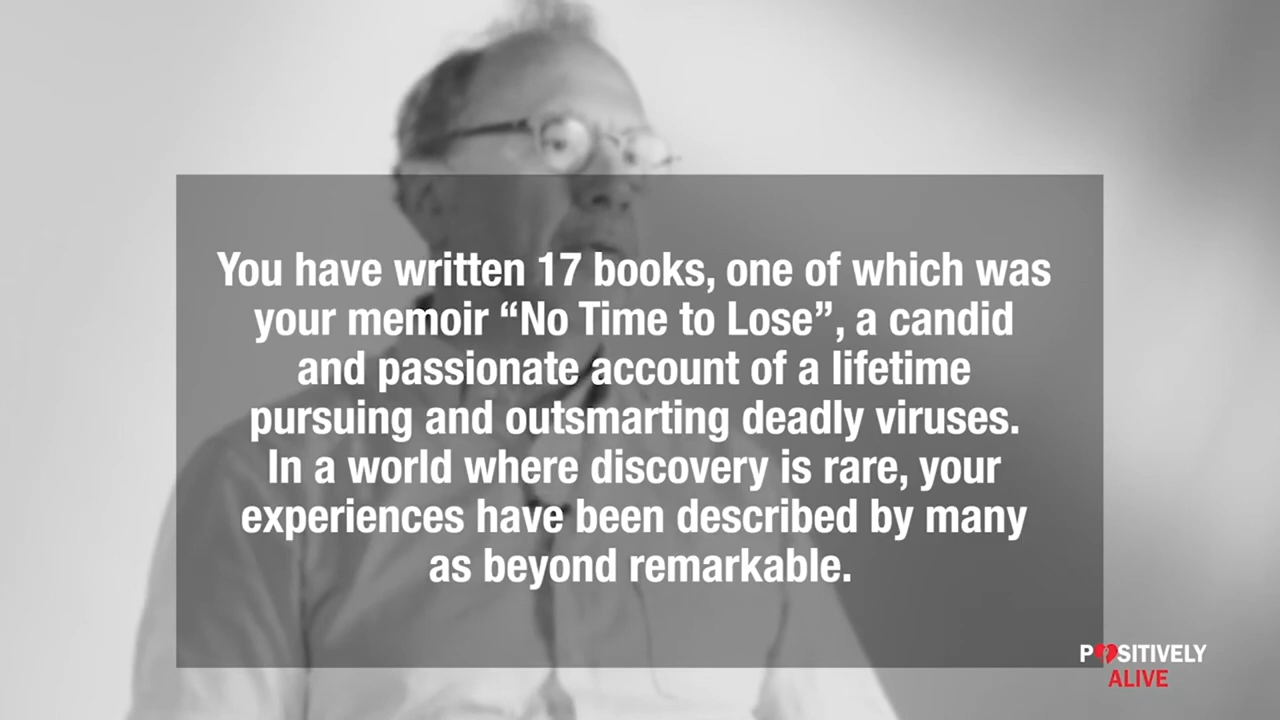 You have written 17 books, one of which was
your memoir “No Time to Lose”, a candid
and passionate account of a lifetime
pursuing and outsmarting deadly viruses.
In a world where discovery is rare, your
experiences have been described by many
as beyond remarkable.
POSITIVELY
ALIVE